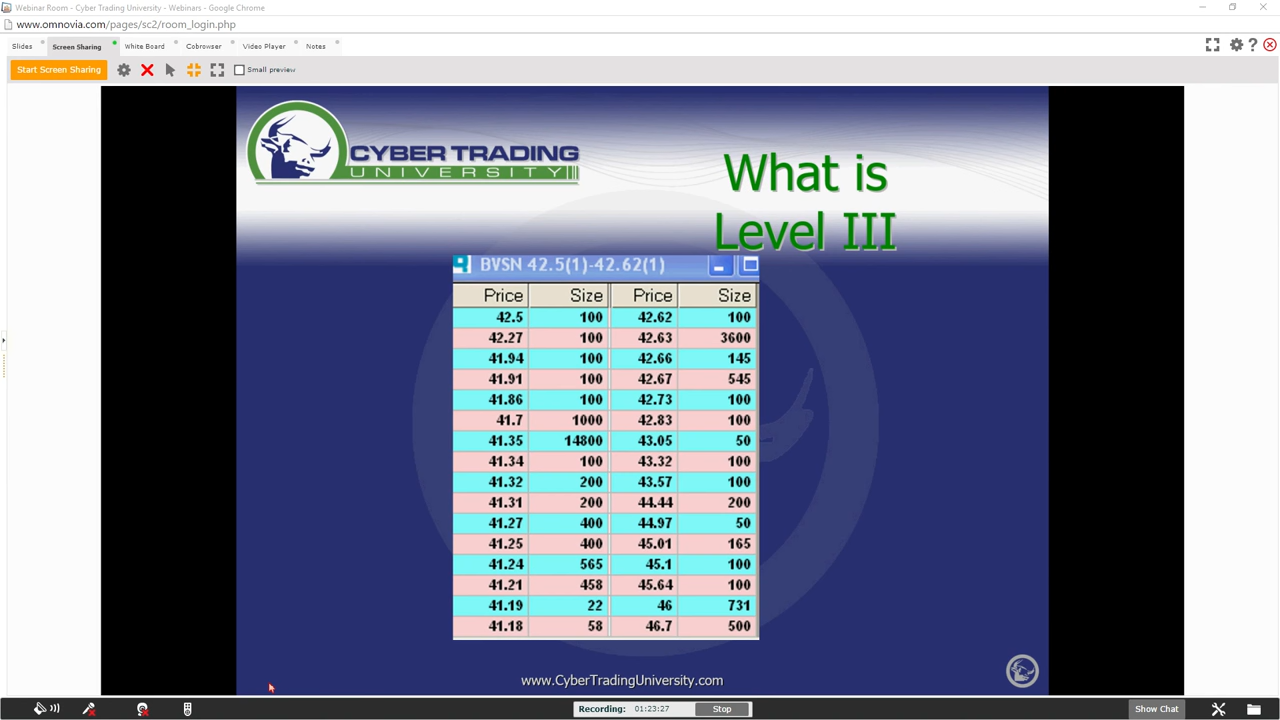 Webinar Room - Cyber Trading University - Webinars - Google Chrome
www.omnovia.com/pages/sc2/room_login.php
Slides Screen Sharing White Board Cobrowser Video Player Notes
Start Screen Sharing Small preview
CYBER TRADING
UNIVERSITY
What is
Level III
BVSN 42.5(1)-42.62(1)
Price Size Price Size
42.5 100 42.62 100
42.27 100 42.63 3600
41.94 100 42.66 145
41.91 100 42.67 545
41.86 100 42.73 100
41.7 1000 42.83 100
41.35 14800 43.05 50
41.34 100 43.32 100
41.32 200 43.57 100
41.31 200 44.44 200
41.27 400 44.97 50
41.25 400 45.01 165
41.24 565 45.1 100
41.21 458 45.64 100
41.19 22 46 731
41.18 58 46.7 500
www.CyberTradingUniversity.com
Recording: 01:23:27 Stop Show Chat